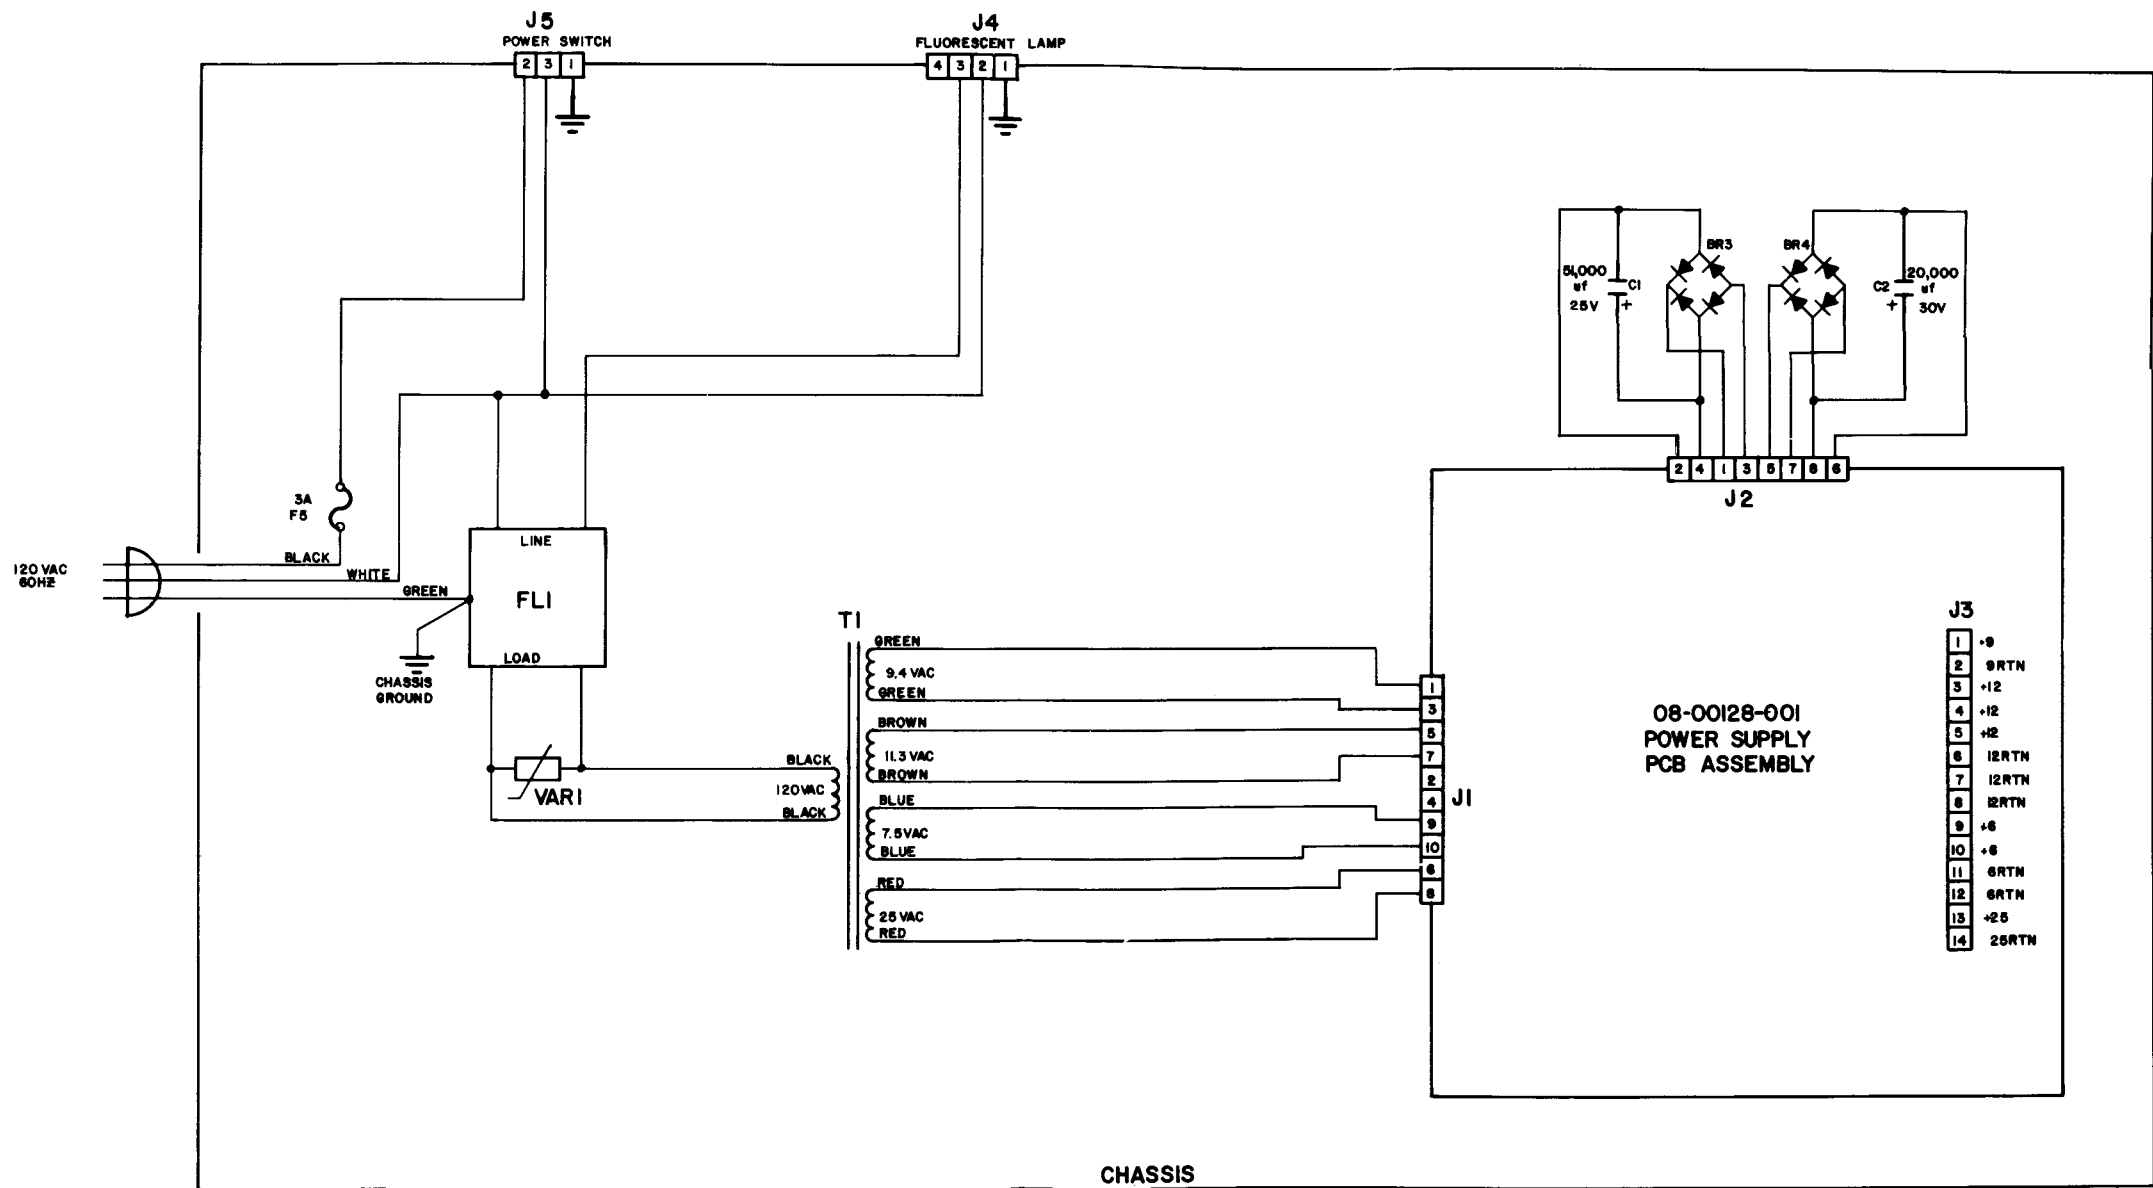 J5
POWER SWITCH
2 3 1
J4
FLUORESCENT LAMP
4 3 2 1
BR3
BR4
51,000
uf
25V
C1
+
C2
+
20,000
uf
30V
2 4 1 3 5 7 8 6
J2
3A
F5
120 VAC
60HZ
BLACK
WHITE
GREEN
LINE
FL1
LOAD
CHASSIS
GROUND
VAR1
BLACK
120VAC
BLACK
T1
GREEN
9.4 VAC
GREEN
BROWN
11.3 VAC
BROWN
BLUE
7.5VAC
BLUE
RED
25 VAC
RED
1
3
5
7
2
4
9
10
6
8
J1
08-00128-001
POWER SUPPLY
PCB ASSEMBLY
J3
1 +9
2 9RTN
3 +12
4 +12
5 +12
6 12RTN
7 12RTN
8 12RTN
9 +6
10 +6
11 6RTN
12 6RTN
13 +25
14 25RTN
CHASSIS